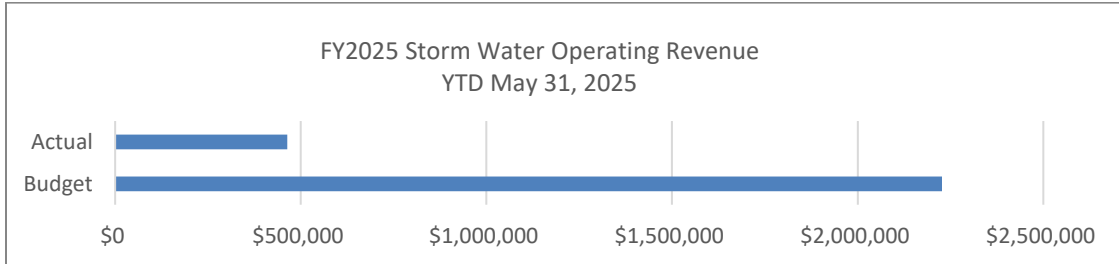 FY2025 Storm Water Operating Revenue
YTD May 31, 2025
Actual
Budget
$0 $500,000 $1,000,000 $1,500,000 $2,000,000 $2,500,000